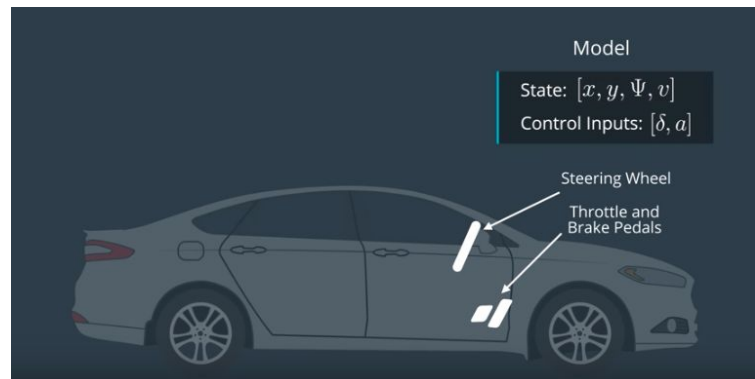 Model
State: [x, y, Ψ, v]
Control Inputs: [δ, a]
Steering Wheel
Throttle and
Brake Pedals